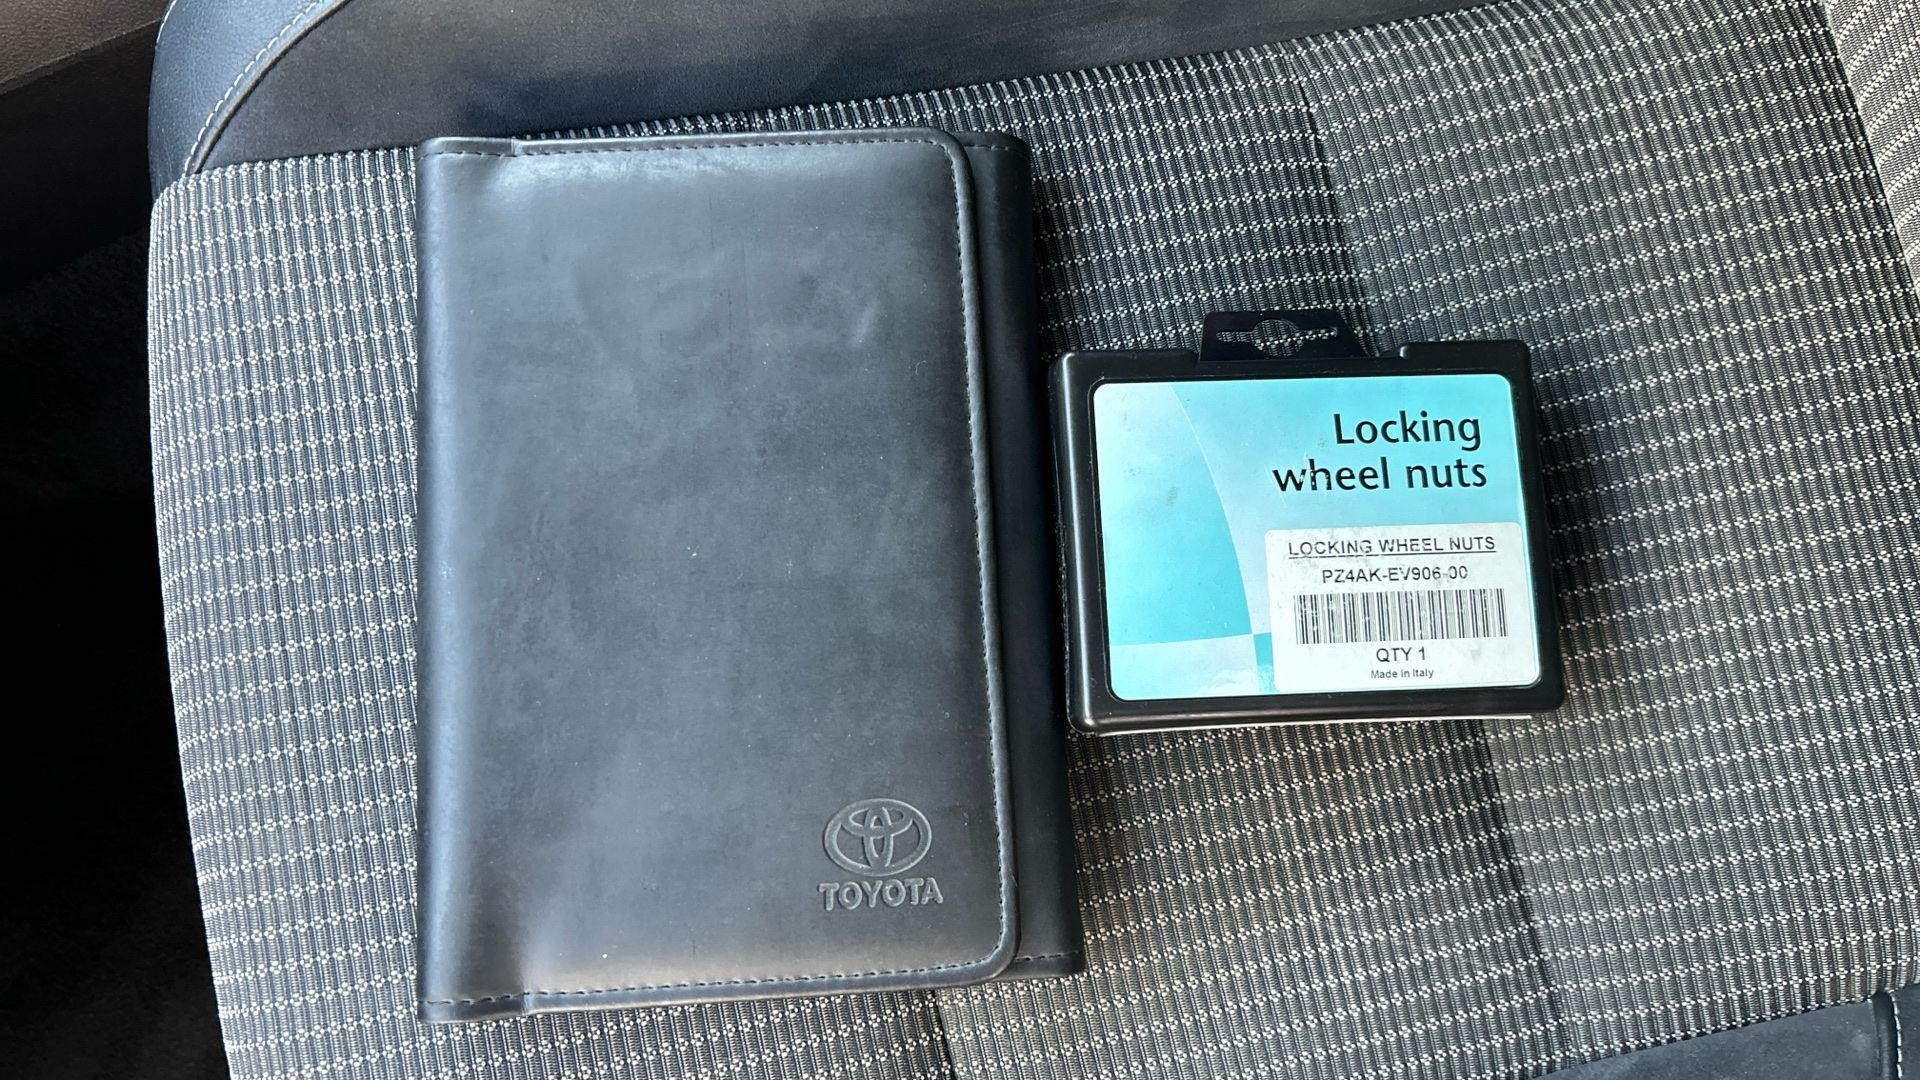 TOYOTA
Locking
wheel nuts
LOCKING WHEEL NUTS
PZ4AK-EV906-00
QTY 1
Made in Italy